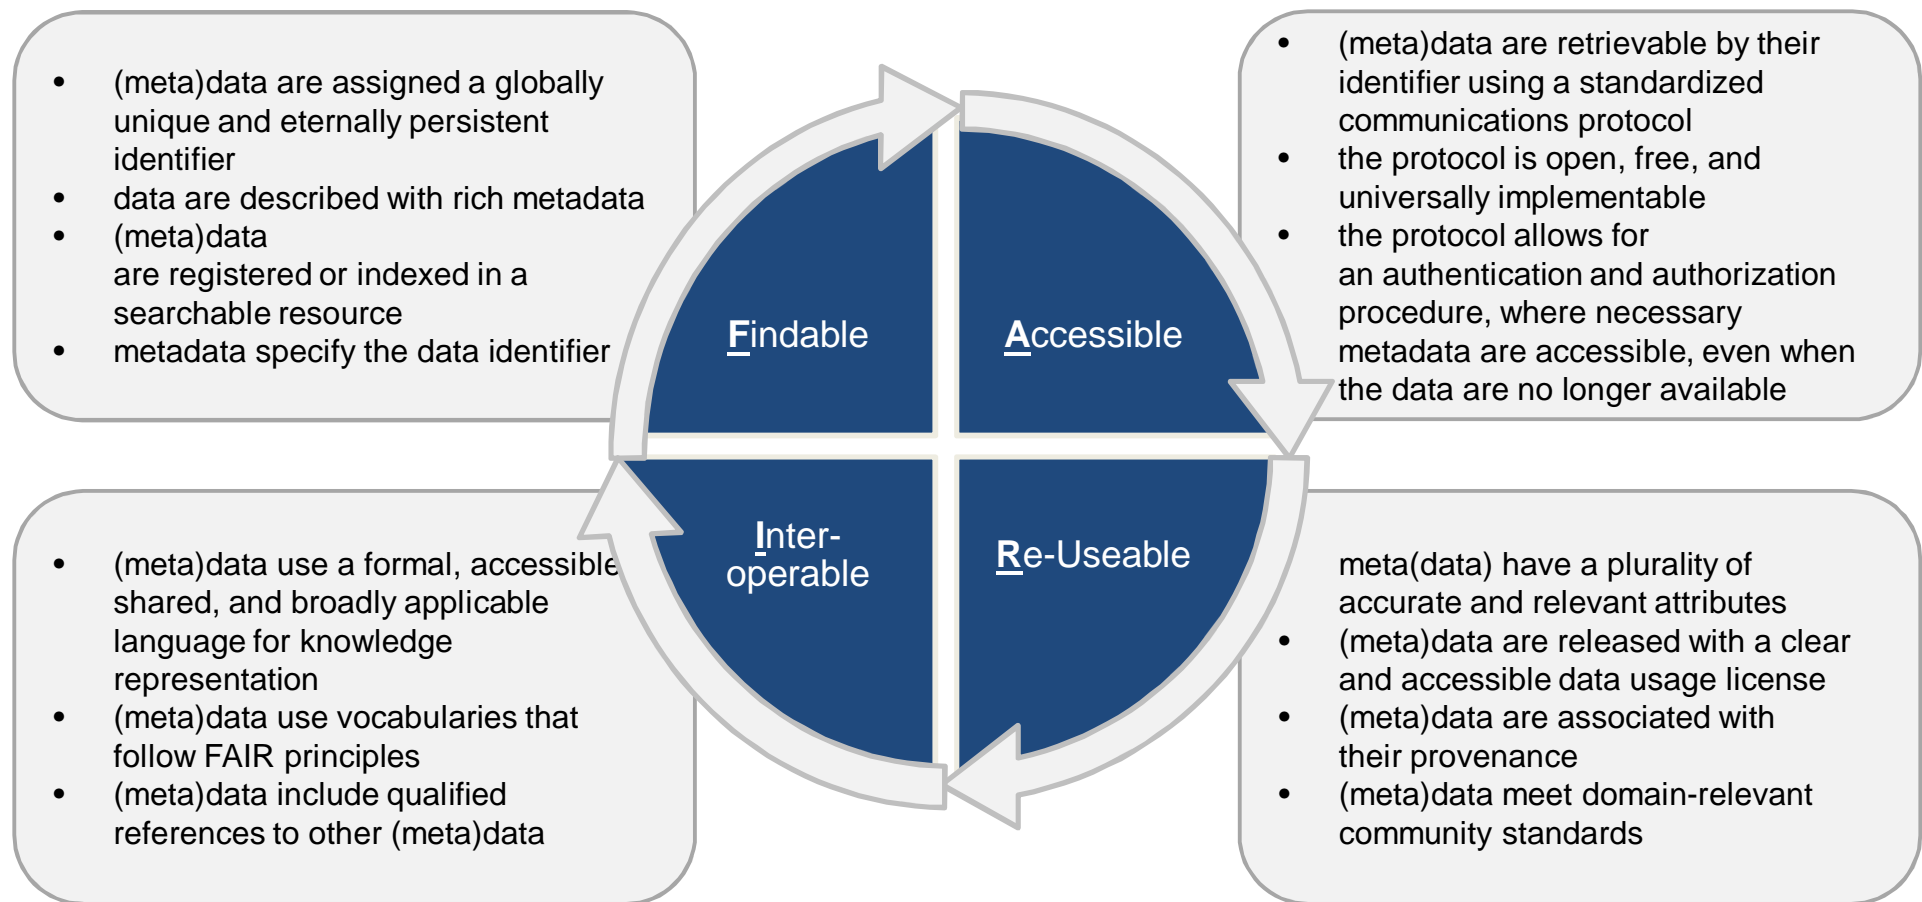 • (meta)data are assigned a globally
unique and eternally persistent
identifier
• data are described with rich metadata
• (meta)data
are registered or indexed in a
searchable resource
• metadata specify the data identifier
• (meta)data are retrievable by their
identifier using a standardized
communications protocol
• the protocol is open, free, and
universally implementable
• the protocol allows for
an authentication and authorization
procedure, where necessary
metadata are accessible, even when
the data are no longer available
Findable
Accessible
Inter-
operable
Re-Useable
• (meta)data use a formal, accessible
shared, and broadly applicable
language for knowledge
representation
• (meta)data use vocabularies that
follow FAIR principles
• (meta)data include qualified
references to other (meta)data
meta(data) have a plurality of
accurate and relevant attributes
• (meta)data are released with a clear
and accessible data usage license
• (meta)data are associated with
their provenance
• (meta)data meet domain-relevant
community standards